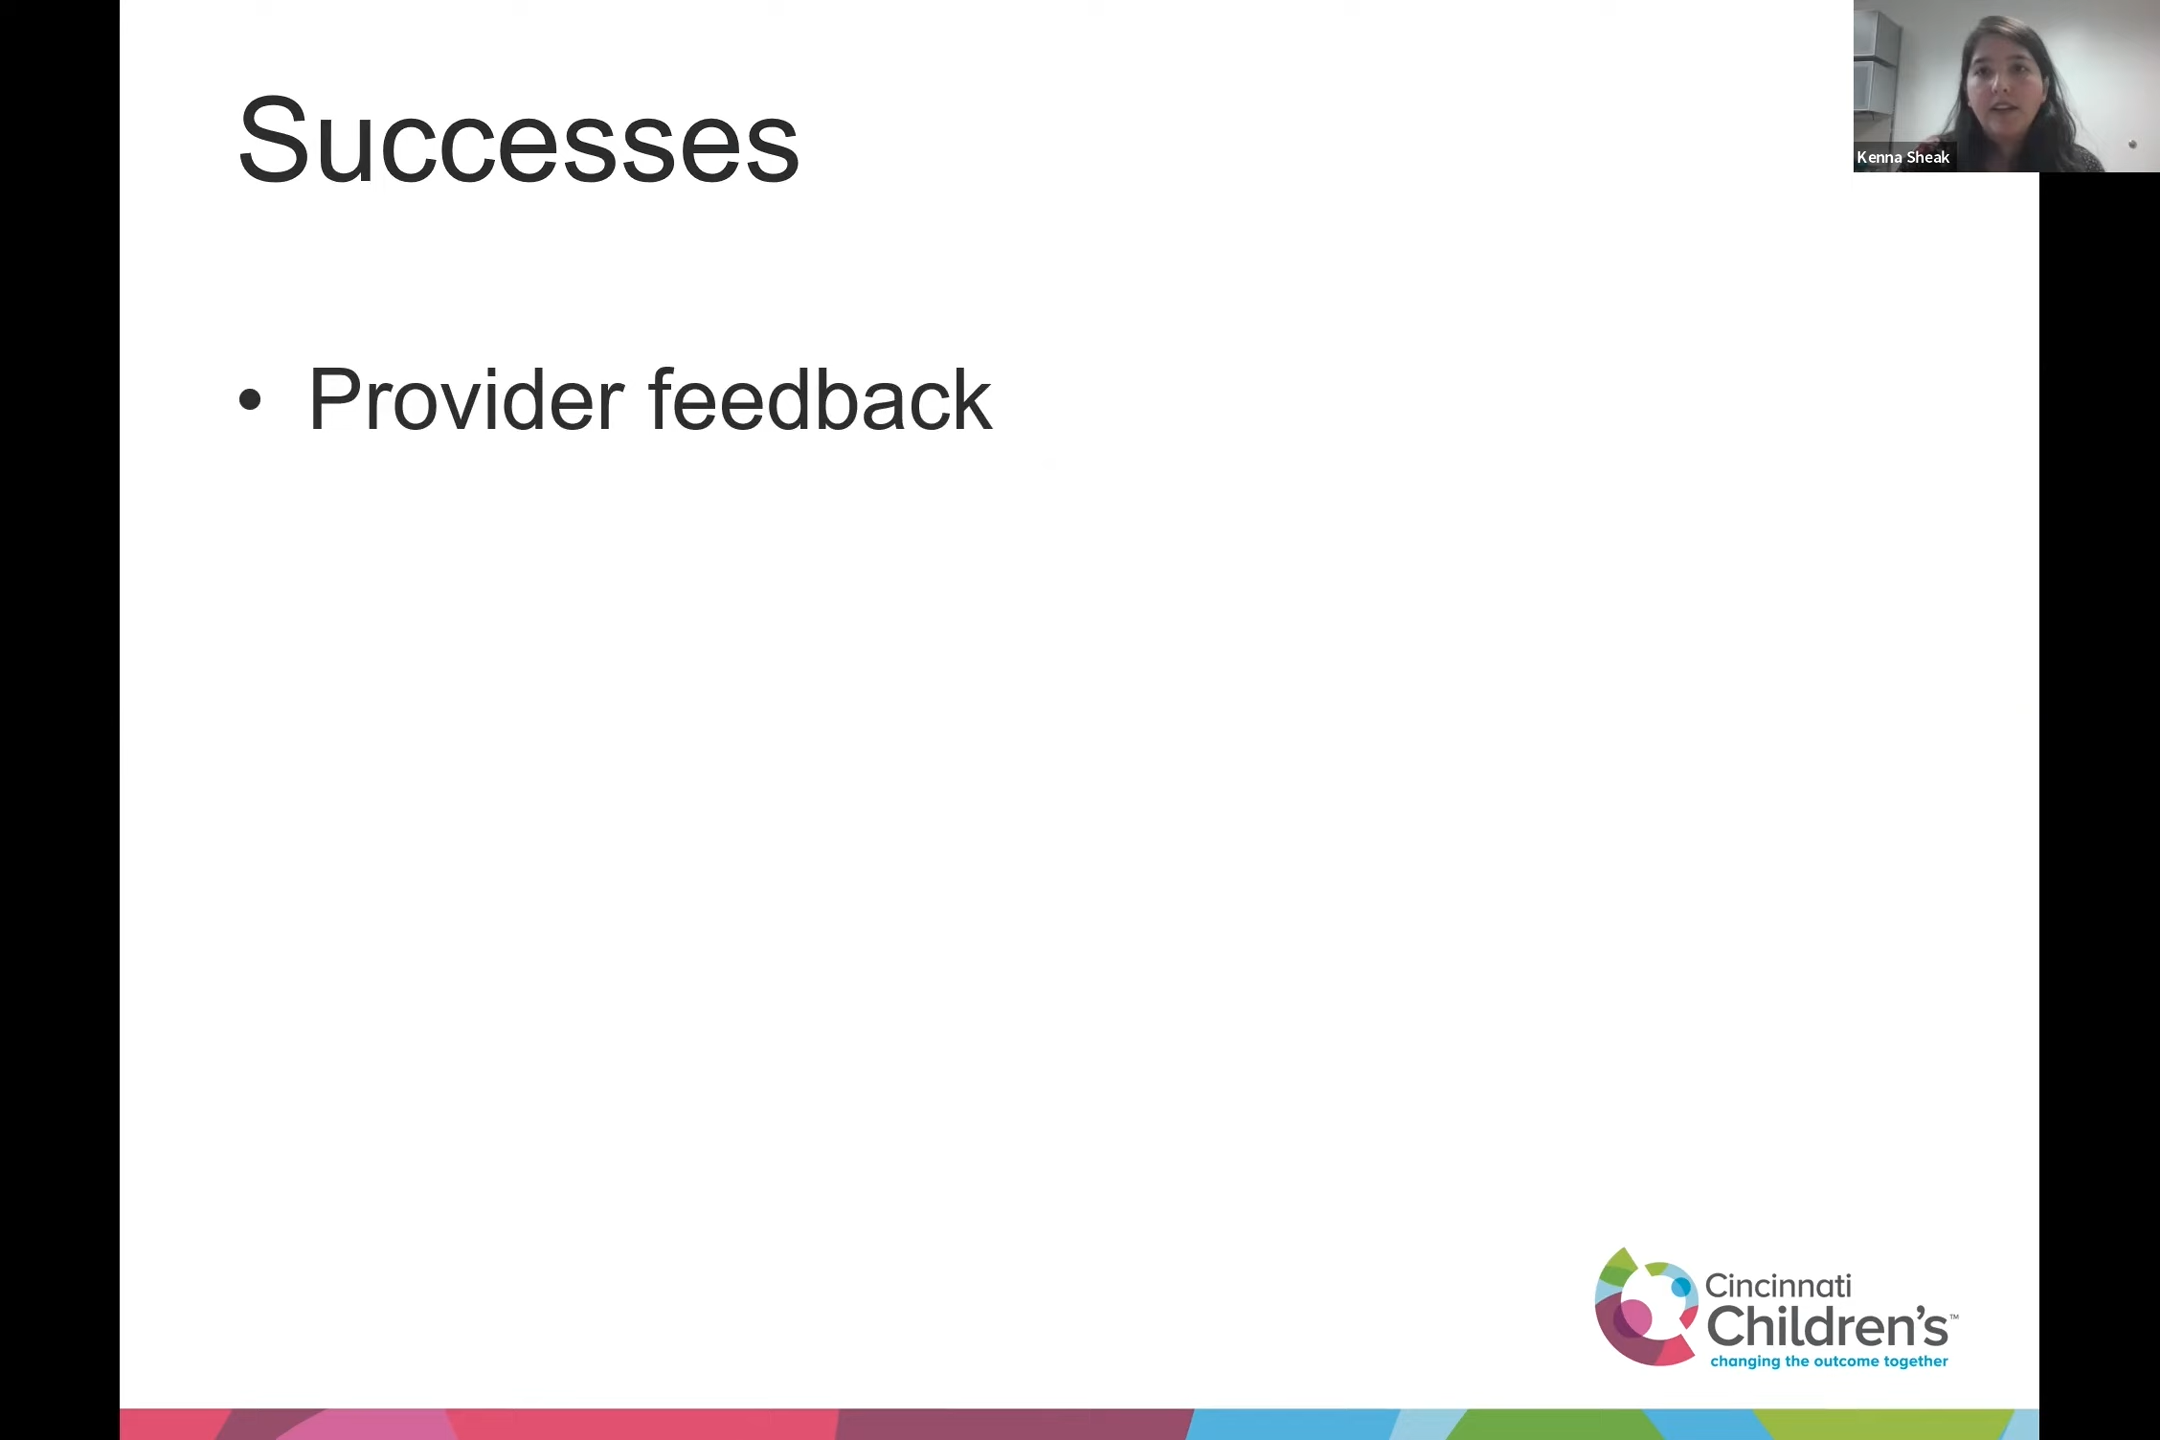 Successes
Kenna Sheak
• Provider feedback
Cincinnati
Children's™
changing the outcome together